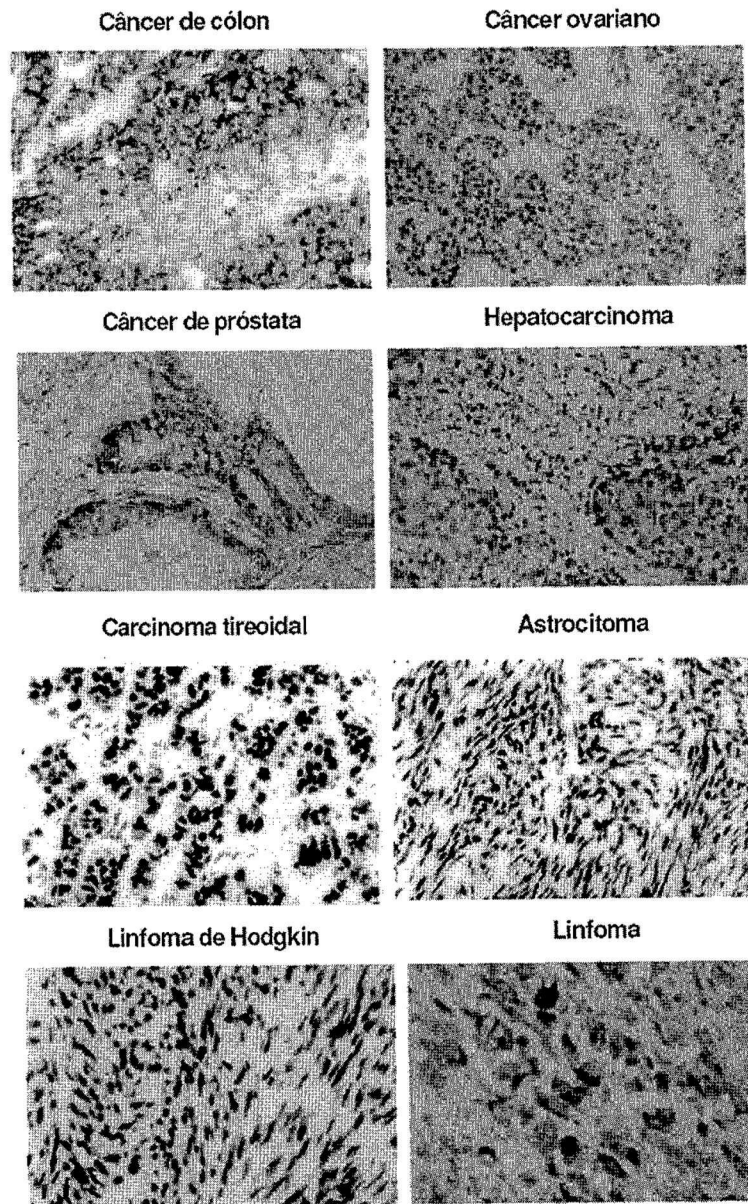 Câncer de cólon
Câncer ovariano
Câncer de próstata
Hepatocarcinoma
Carcinoma tireoidal
Astrocitoma
Linfoma de Hodgkin
Linfoma